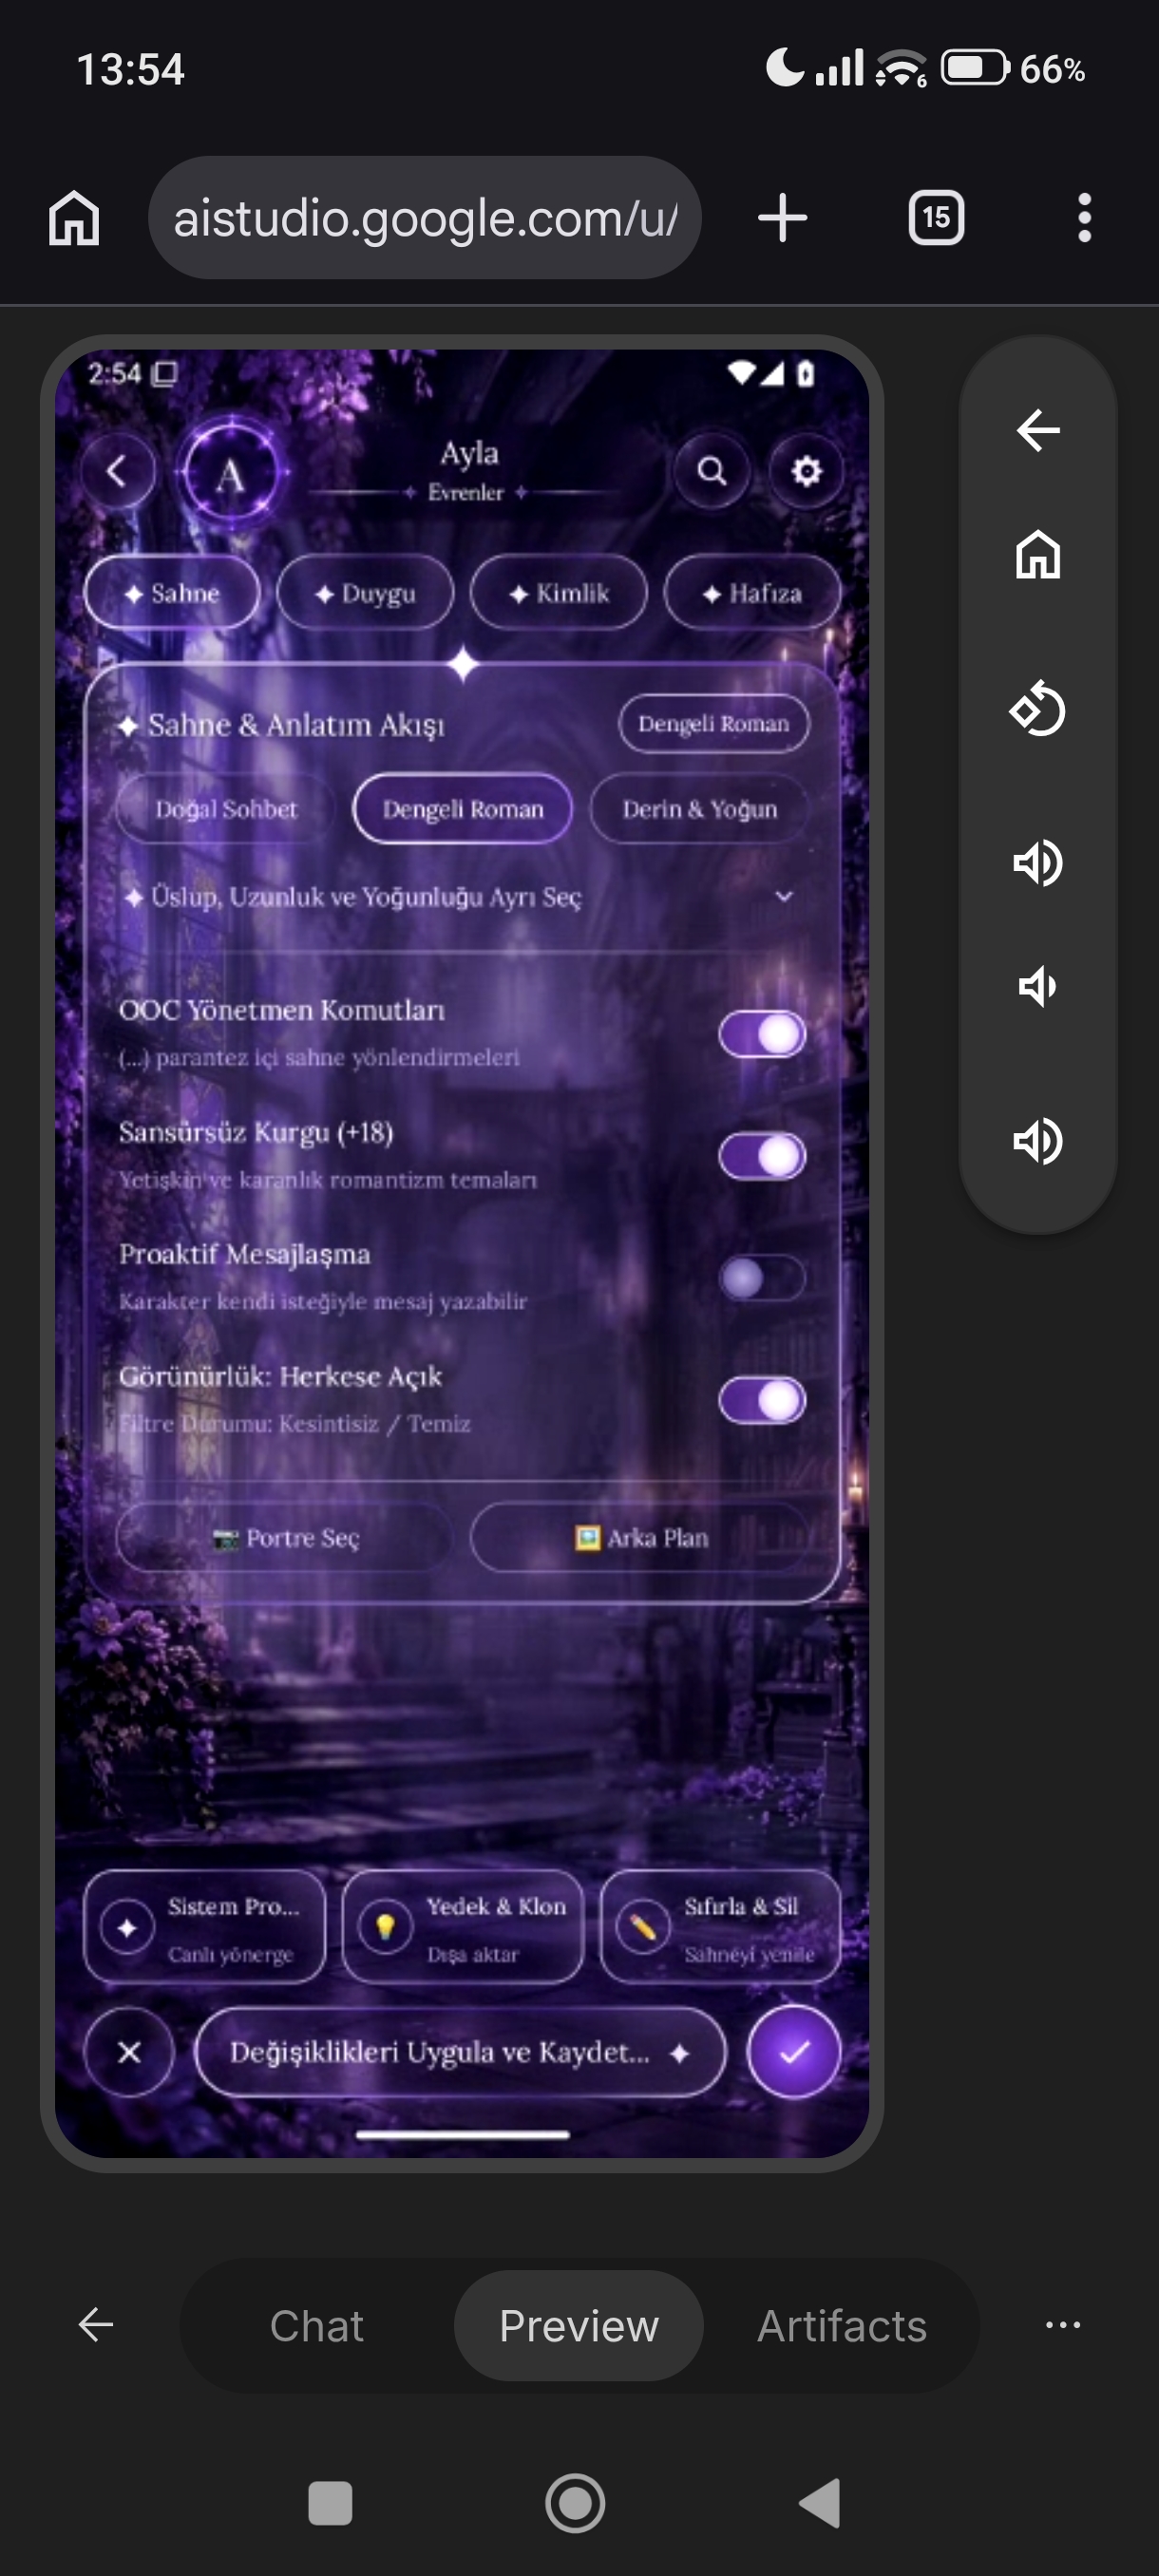 13:54
66%
aistudio.google.com/u/
15
2:54
A
Ayla
Evrenler
Sahne
Duygu
Kimlik
Hafıza
Sahne & Anlatım Akışı
Dengeli Roman
Doğal Sohbet
Dengeli Roman
Derin & Yoğun
Üslup, Uzunluk ve Yoğunluğu Ayrı Seç
OOC Yönetmen Komutları
(...) parantez içi sahne yönlendirmeleri
Sansürsüz Kurgu (+18)
Yetişkin ve karanlık romantizm temaları
Proaktif Mesajlaşma
Karakter kendi isteğiyle mesaj yazabilir
Görünürlük: Herkese Açık
Filtre Durumu: Kesintisiz / Temiz
Portre Seç
Arka Plan
Sistem Pro...
Canlı yönerge
Yedek & Klon
Dışa aktar
Sıfırla & Sil
Sahneyi yenile
Değişiklikleri Uygula ve Kaydet...
Chat
Preview
Artifacts